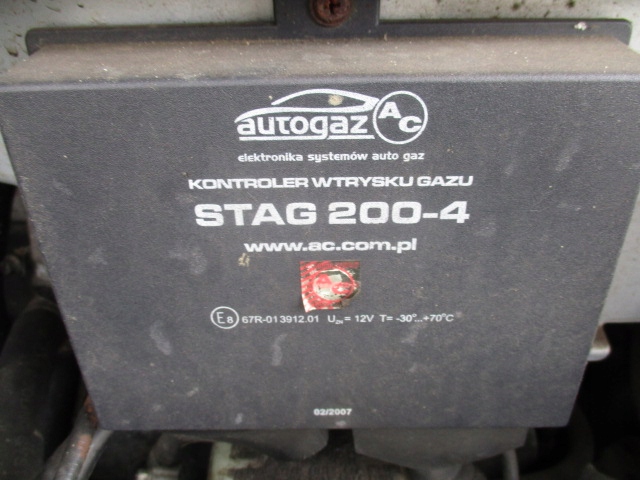 autogaz AC
elektronika systemów auto gaz
KONTROLER WTRYSKU GAZU
STAG 200-4
www.ac.com.pl
E8 67R-013912.01 Uzn = 12V T= -30°...+70°C
02/2007